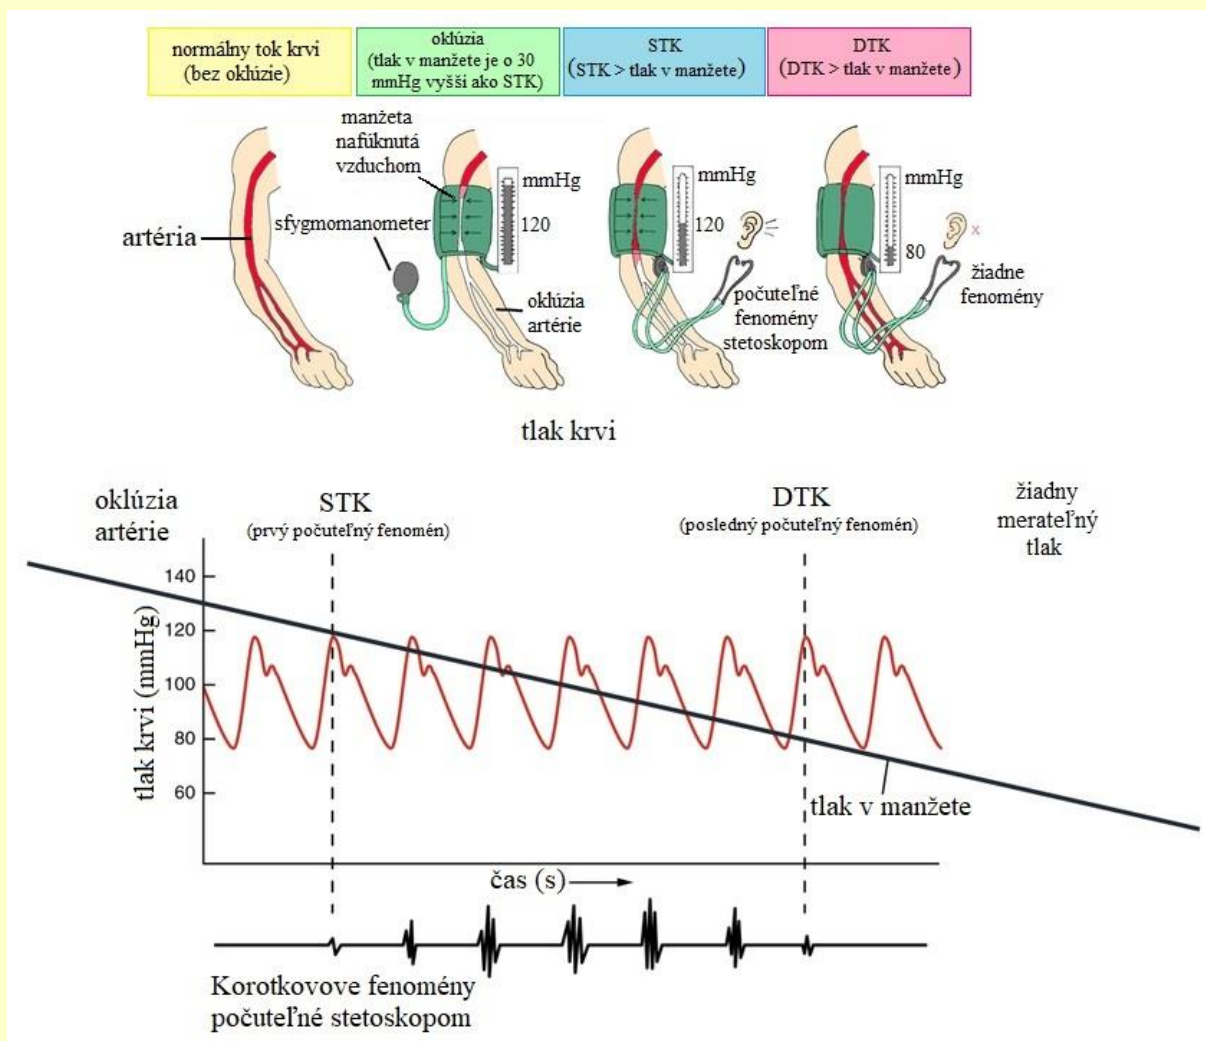 normálny tok krvi
(bez oklúzie)
oklúzia
(tlak v manžete je o 30
mmHg vyšší ako STK)
STK
(STK > tlak v manžete)
DTK
(DTK > tlak v manžete)
artéria
manžeta
nafúknutá
vzduchom
sfygmomanometer
mmHg
120
oklúzia
artérie
mmHg
120
počuteľné
fenomény
stetoskopom
mmHg
80
x
žiadne
fenomény
tlak krvi
oklúzia
artérie
STK
(prvý počuteľný fenomén)
DTK
(posledný počuteľný fenomén)
žiadny
merateľný
tlak
tlak krvi (mmHg)
140
120
100
80
60
tlak v manžete
čas (s)
Korotkovove fenomény
počuteľné stetoskopom